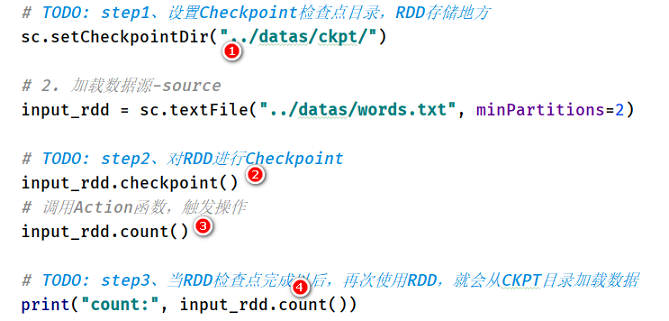 # TODO: step1、设置Checkpoint检查点目录，RDD存储地方
sc.setCheckpointDir("../datas/ckpt/")
1
# 2. 加载数据源-source
input_rdd = sc.textFile("../datas/words.txt", minPartitions=2)
# TODO: step2、对RDD进行Checkpoint
input_rdd.checkpoint() 2
# 调用Action函数，触发操作
input_rdd.count() 3
# TODO: step3、当RDD检查点完成以后，再次使用RDD，就会从CKPT目录加载数据
4
print("count:", input_rdd.count())